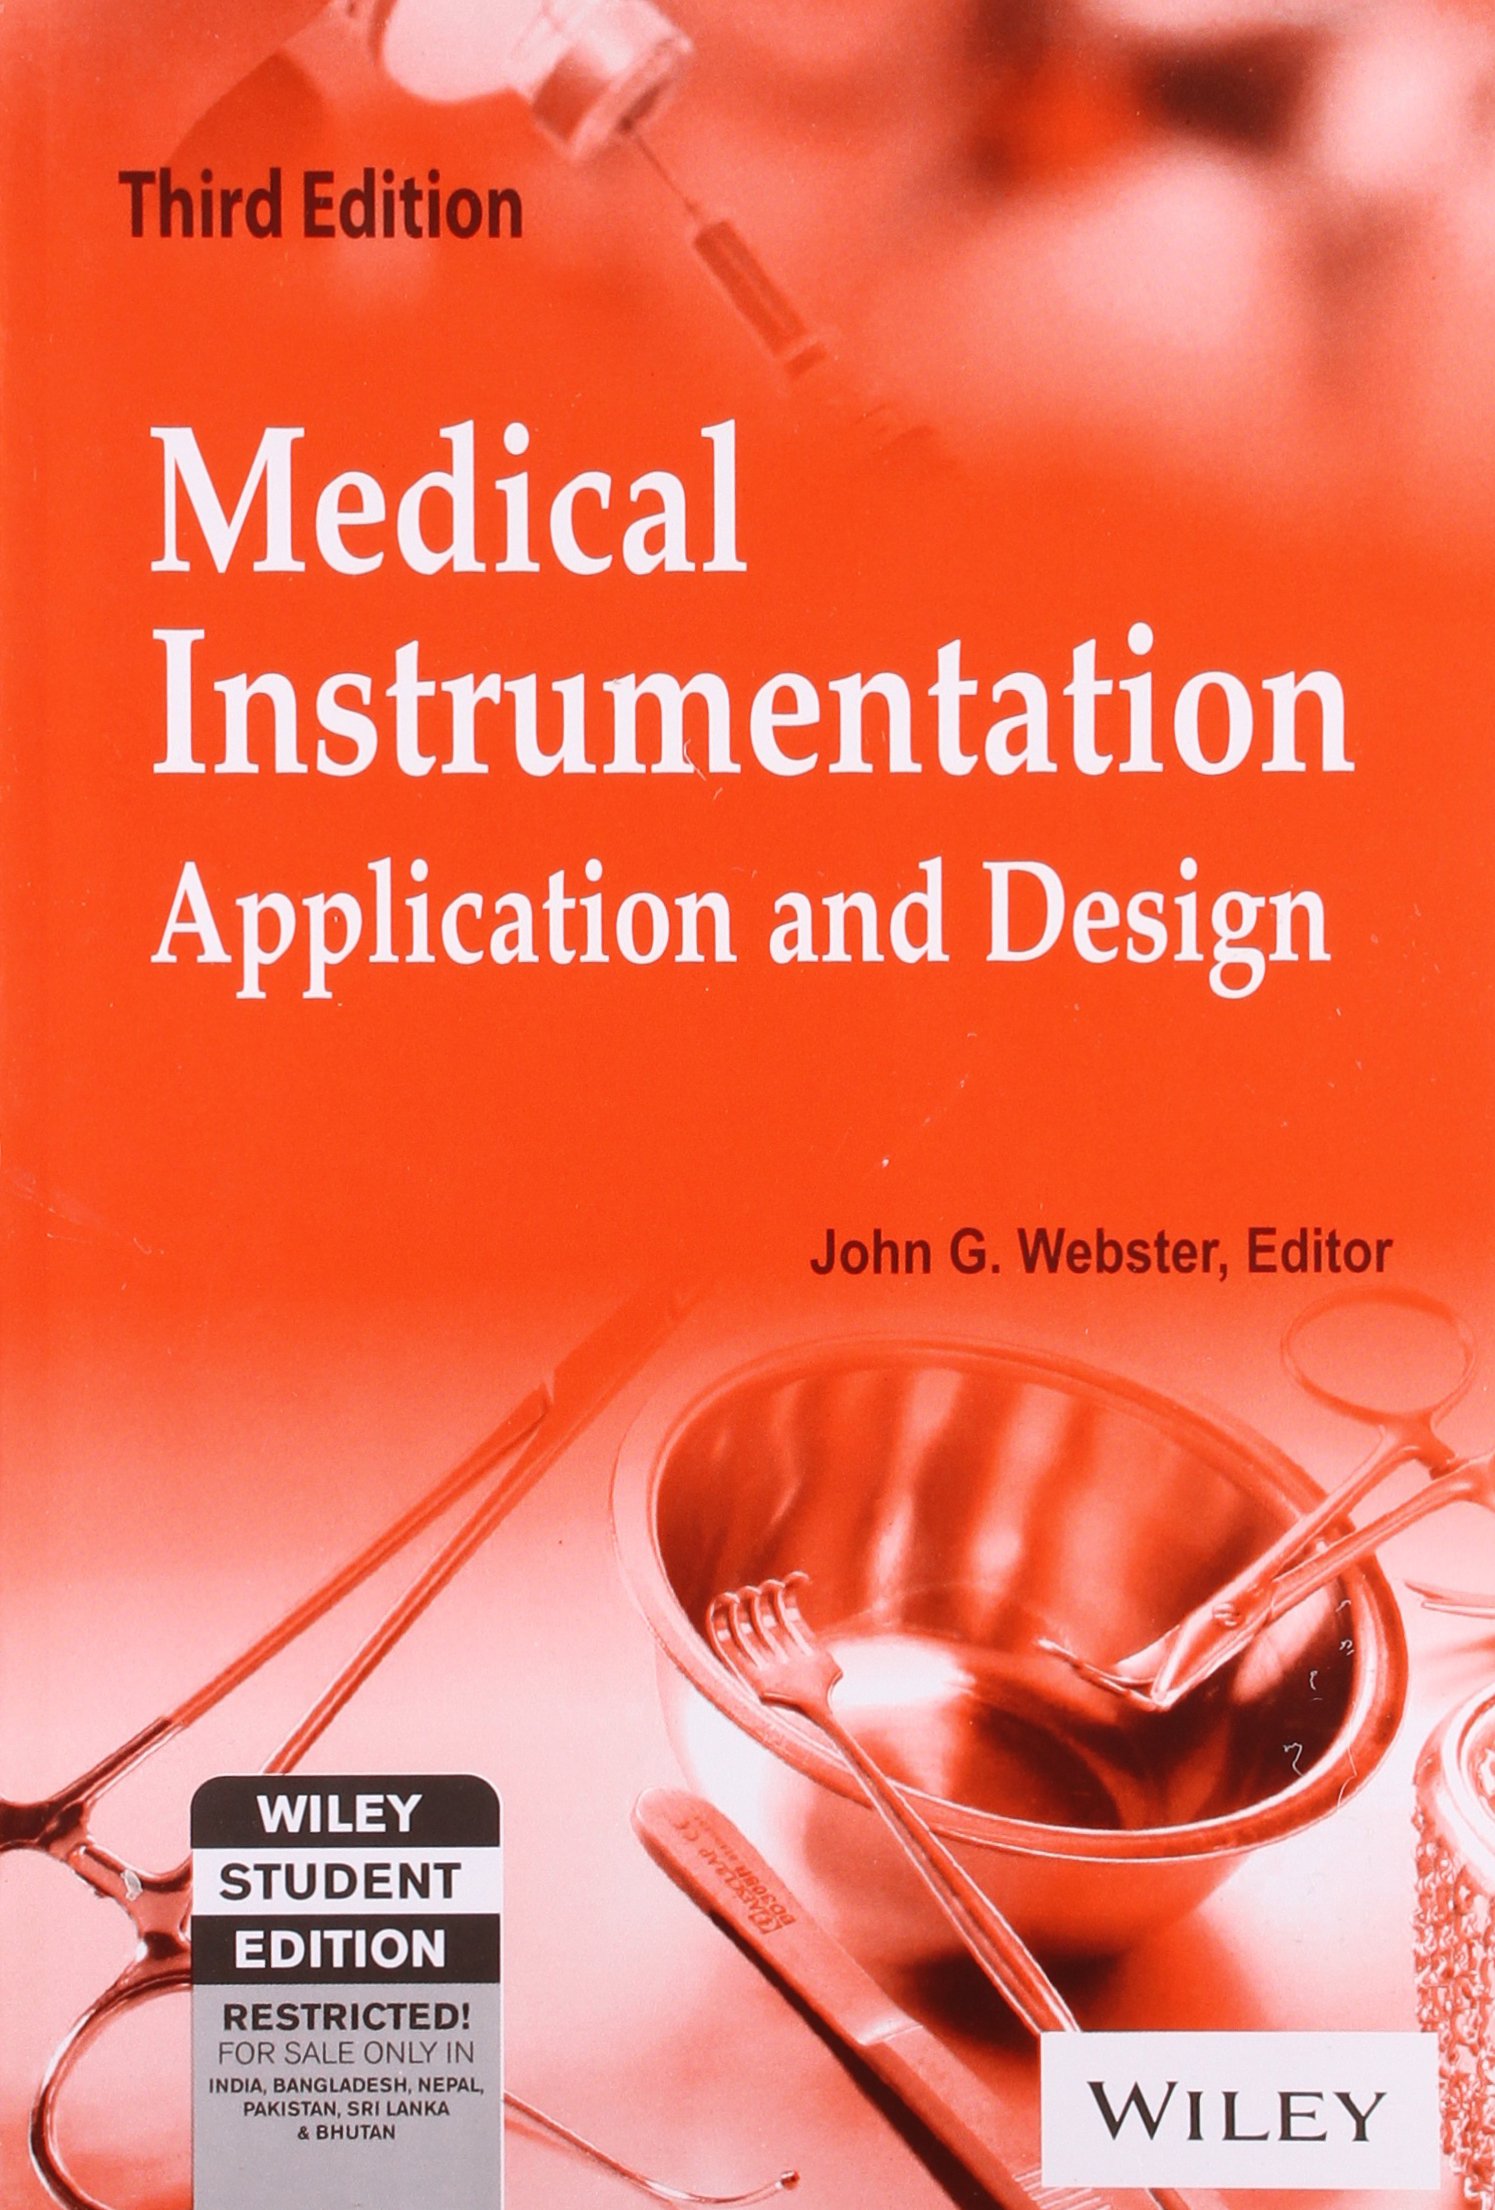 Third Edition
Medical
Instrumentation
Application and Design
John G. Webster, Editor
WILEY
STUDENT
EDITION
RESTRICTED!
FOR SALE ONLY IN
INDIA, BANGLADESH, NEPAL,
PAKISTAN, SRI LANKA
& BHUTAN
WILEY